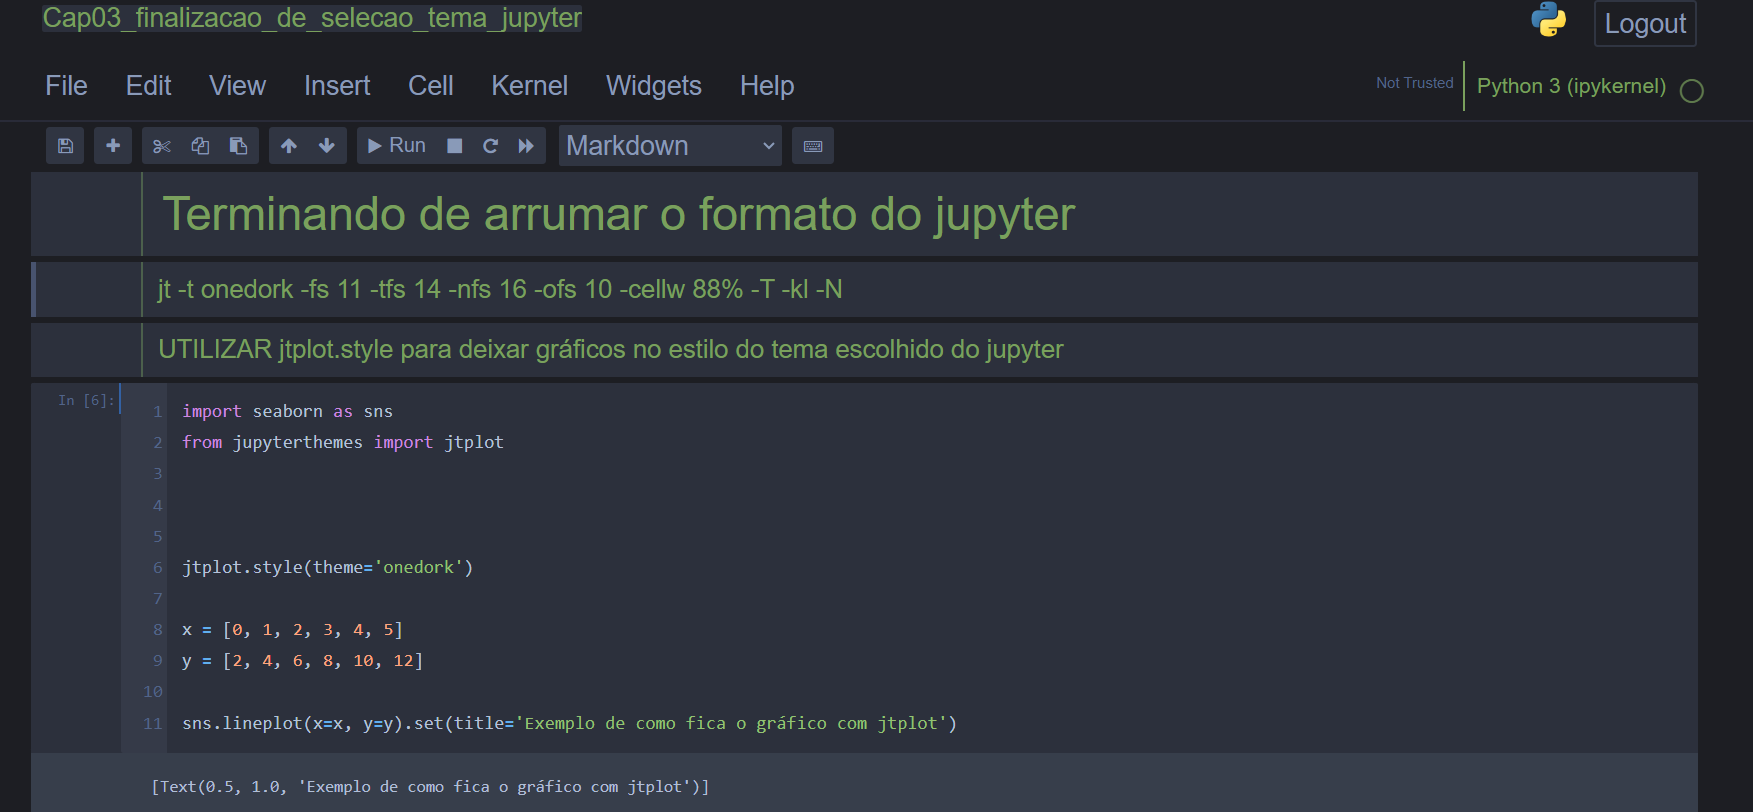 Cap03_finalizacao_de_selecao_tema_jupyter
Logout
File Edit View Insert Cell Kernel Widgets Help
Not Trusted
Python 3 (ipykernel)
Run
Markdown
Terminando de arrumar o formato do jupyter
jt -t onedork -fs 11 -tfs 14 -nfs 16 -ofs 10 -cellw 88% -T -kl -N
UTILIZAR jtplot.style para deixar gráficos no estilo do tema escolhido do jupyter
In [6]:
1 import seaborn as sns
2 from jupyterthemes import jtplot
3
4
5
6 jtplot.style(theme='onedork')
7
8 x = [0, 1, 2, 3, 4, 5]
9 y = [2, 4, 6, 8, 10, 12]
10
11 sns.lineplot(x=x, y=y).set(title='Exemplo de como fica o gráfico com jtplot')
[Text(0.5, 1.0, 'Exemplo de como fica o gráfico com jtplot')]